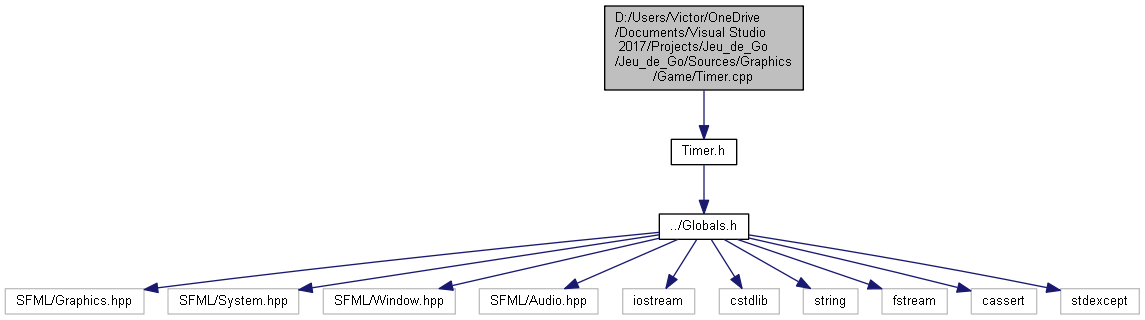 D:/Users/Victor/OneDrive
/Documents/Visual Studio
2017/Projects/Jeu_de_Go
/Jeu_de_Go/Sources/Graphics
/Game/Timer.cpp
Timer.h
../Globals.h
SFML/Graphics.hpp
SFML/System.hpp
SFML/Window.hpp
SFML/Audio.hpp
iostream
cstdlib
string
fstream
cassert
stdexcept